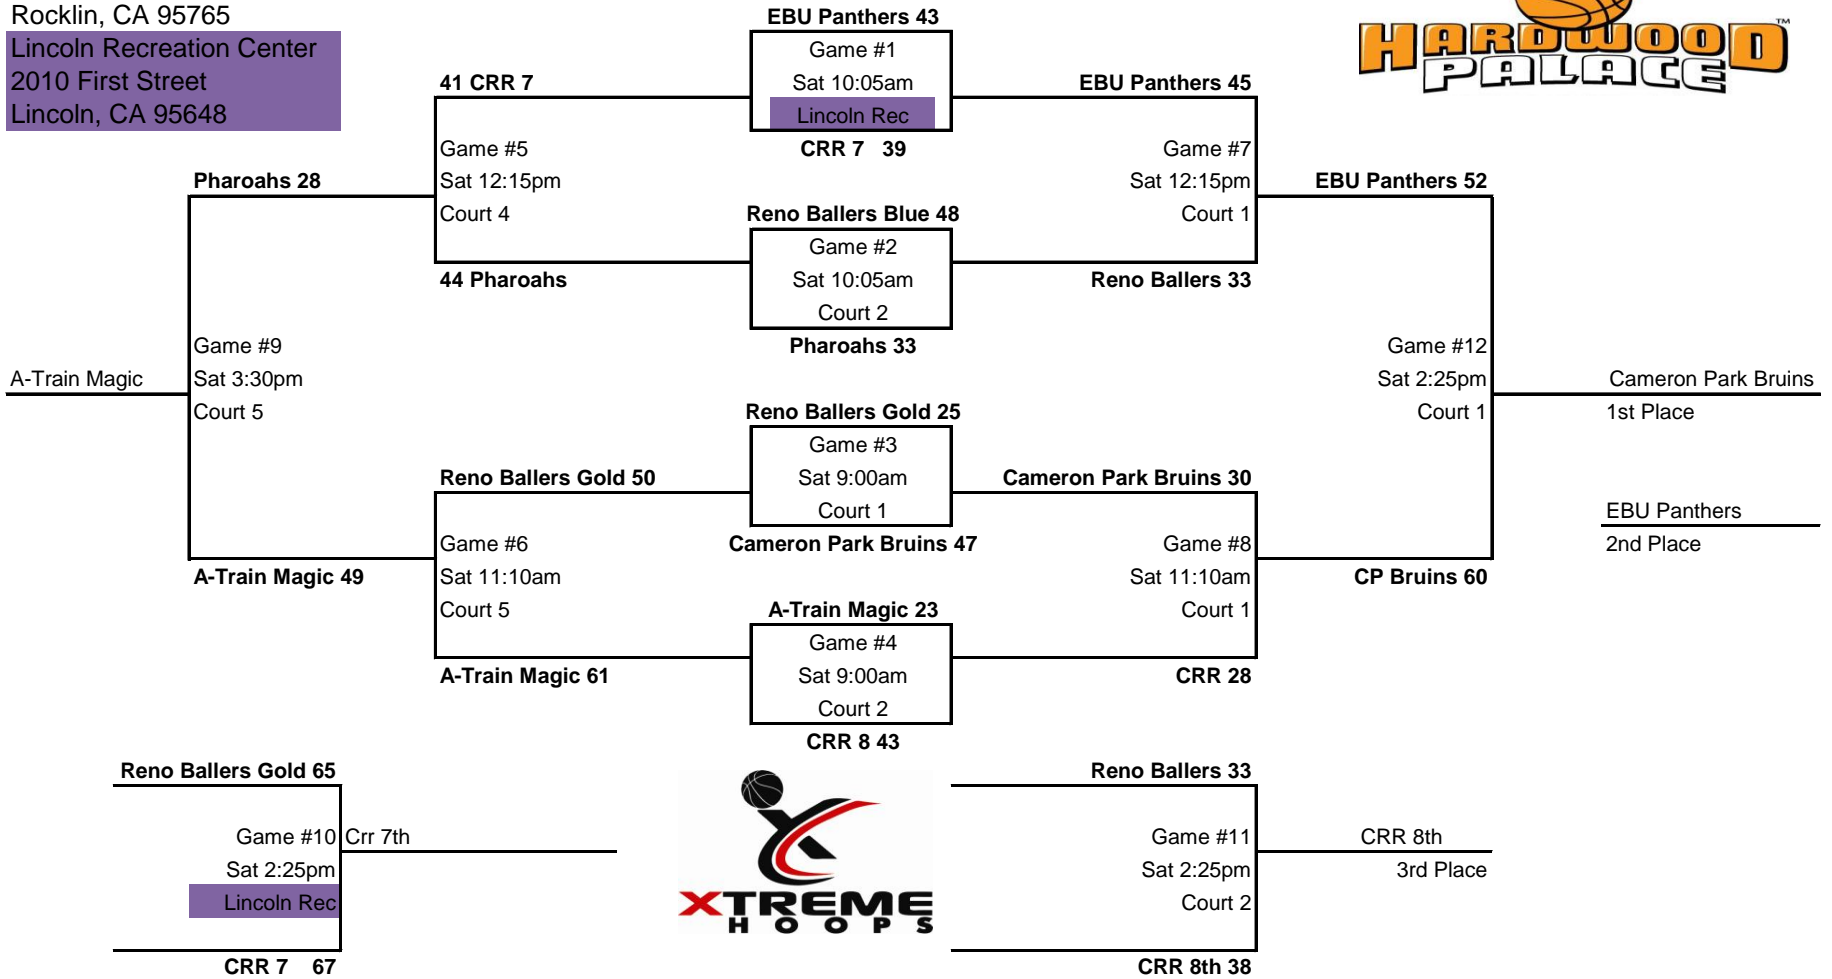 Rocklin, CA 95765
Lincoln Recreation Center
2010 First Street
Lincoln, CA 95648
HARDWOOD
PALACE
TM
EBU Panthers 43
Game #1
Sat 10:05am
Lincoln Rec
CRR 7 39
41 CRR 7
Game #5
Sat 12:15pm
Court 4
44 Pharoahs
EBU Panthers 45
Game #7
Sat 12:15pm
Court 1
Reno Ballers 33
Reno Ballers Blue 48
Game #2
Sat 10:05am
Court 2
Pharoahs 33
Pharoahs 28
Game #9
Sat 3:30pm
Court 5
A-Train Magic 49
A-Train Magic
EBU Panthers 52
Game #12
Sat 2:25pm
Court 1
CP Bruins 60
Cameron Park Bruins
1st Place
EBU Panthers
2nd Place
Reno Ballers Gold 25
Game #3
Sat 9:00am
Court 1
Cameron Park Bruins 47
Reno Ballers Gold 50
Game #6
Sat 11:10am
Court 5
A-Train Magic 61
Cameron Park Bruins 30
Game #8
Sat 11:10am
Court 1
CRR 28
A-Train Magic 23
Game #4
Sat 9:00am
Court 2
CRR 8 43
Reno Ballers Gold 65
Game #10
Sat 2:25pm
Lincoln Rec
CRR 7 67
Crr 7th
XTREME
HOOPS
Reno Ballers 33
Game #11
Sat 2:25pm
Court 2
CRR 8th 38
CRR 8th
3rd Place